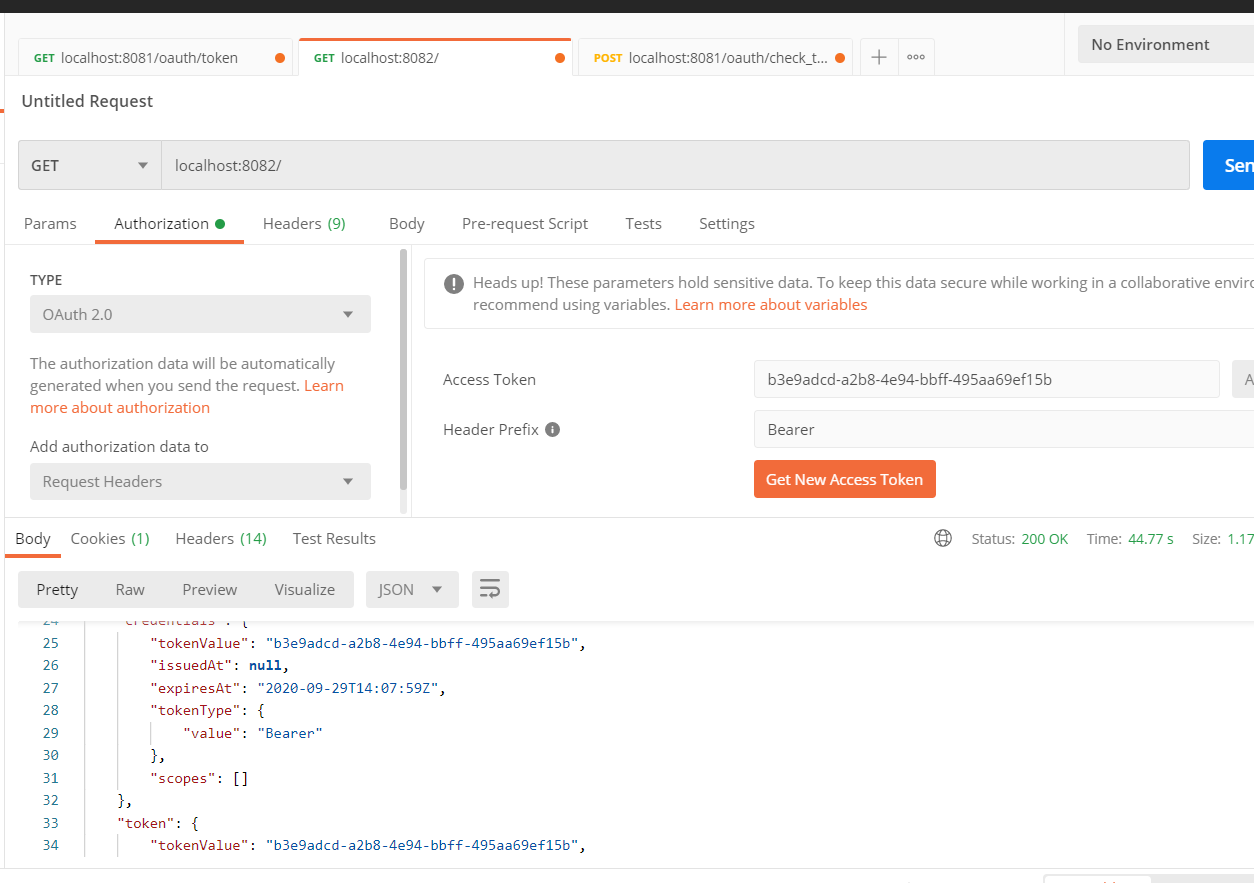 GET localhost:8081/oauth/token
GET localhost:8082/
POST localhost:8081/oauth/check_t...
No Environment
Untitled Request
GET
localhost:8082/
Sen
Params
Authorization
Headers (9)
Body
Pre-request Script
Tests
Settings
TYPE
OAuth 2.0
The authorization data will be automatically
generated when you send the request. Learn
more about authorization
Add authorization data to
Request Headers
Heads up! These parameters hold sensitive data. To keep this data secure while working in a collaborative enviro
recommend using variables. Learn more about variables
Access Token
b3e9adcd-a2b8-4e94-bbff-495aa69ef15b
A
Header Prefix
Bearer
Get New Access Token
Body
Cookies (1)
Headers (14)
Test Results
Status: 200 OK
Time: 44.77 s
Size: 1.17
Pretty
Raw
Preview
Visualize
JSON
24 "credentials": {
25 "tokenValue": "b3e9adcd-a2b8-4e94-bbff-495aa69ef15b",
26 "issuedAt": null,
27 "expiresAt": "2020-09-29T14:07:59Z",
28 "tokenType": {
29 "value": "Bearer"
30 },
31 "scopes": []
32 },
33 "token": {
34 "tokenValue": "b3e9adcd-a2b8-4e94-bbff-495aa69ef15b",